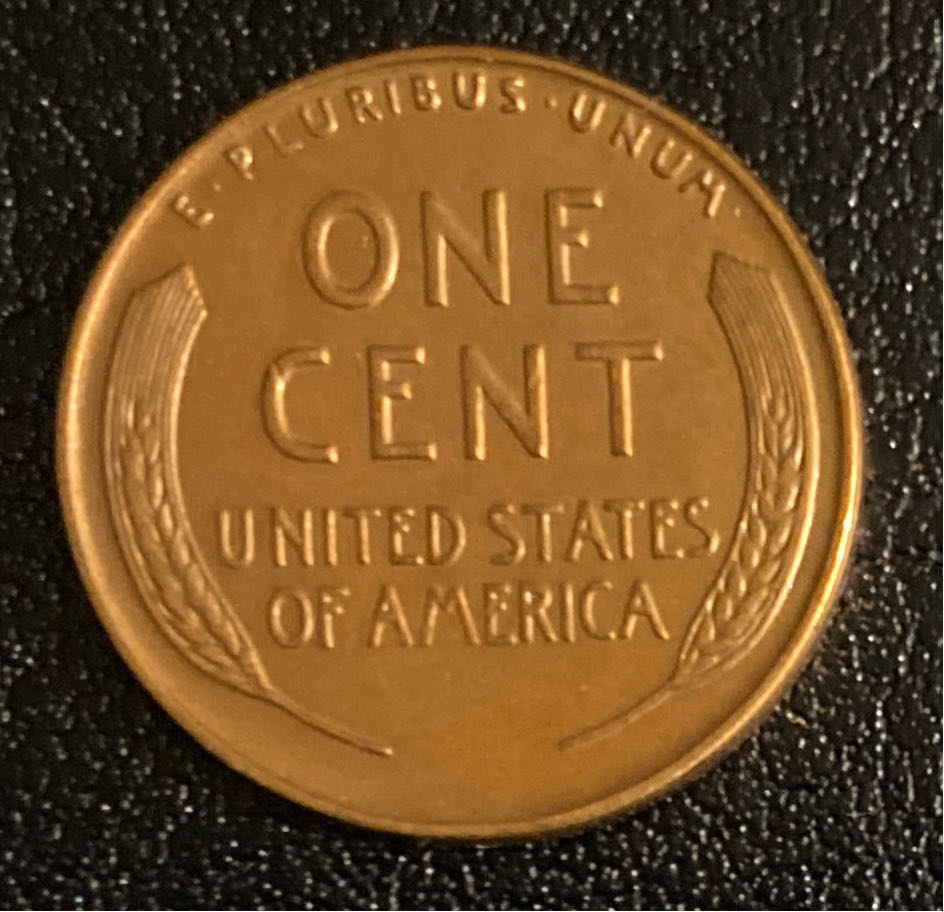 E·PLURIBUS·UNUM·
ONE
CENT
UNITED STATES
OF AMERICA